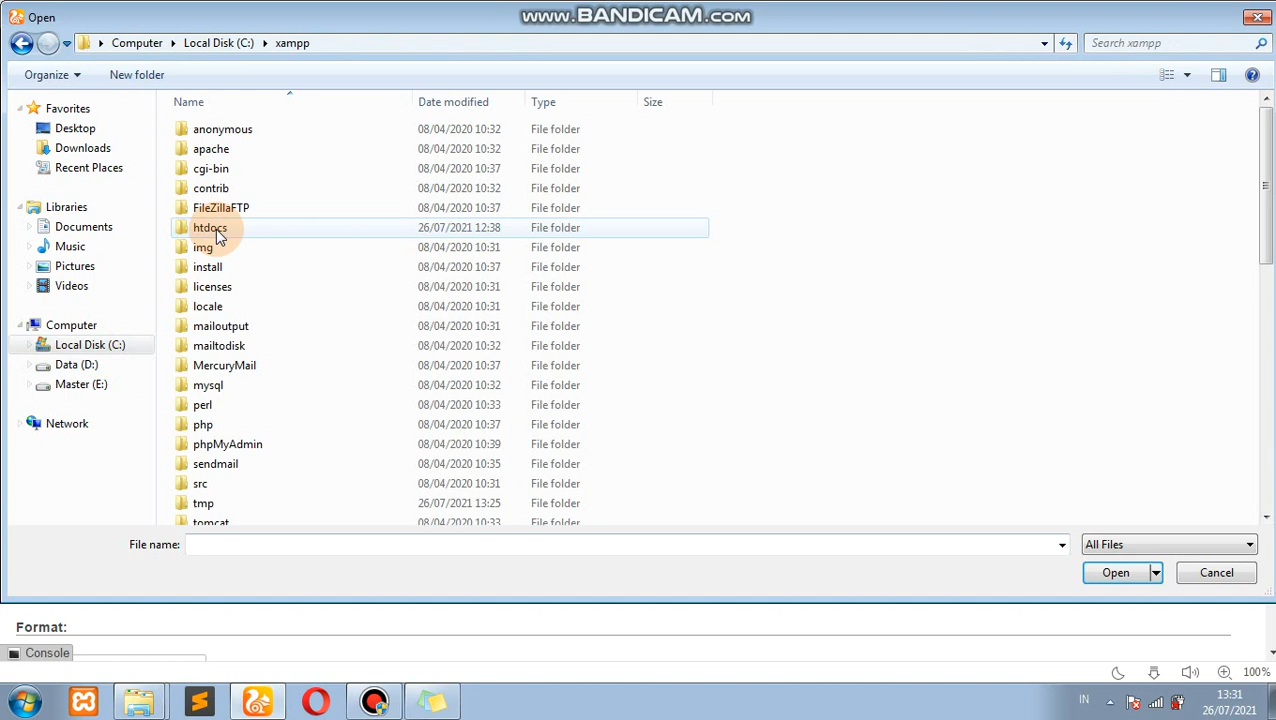 Open
www.BANDICAM.com
Computer Local Disk (C:) xampp
Search xampp
Organize
New folder
Name Date modified Type Size
Favorites
Desktop
Downloads
Recent Places
Libraries
Documents
Music
Pictures
Videos
Computer
Local Disk (C:)
Data (D:)
Master (E:)
Network
anonymous 08/04/2020 10:32 File folder
apache 08/04/2020 10:32 File folder
cgi-bin 08/04/2020 10:37 File folder
contrib 08/04/2020 10:32 File folder
FileZillaFTP 08/04/2020 10:37 File folder
htdocs 26/07/2021 12:38 File folder
img 08/04/2020 10:31 File folder
install 08/04/2020 10:31 File folder
licenses 08/04/2020 10:31 File folder
locale 08/04/2020 10:31 File folder
mailoutput 08/04/2020 10:31 File folder
mailtodisk 08/04/2020 10:32 File folder
MercuryMail 08/04/2020 10:37 File folder
mysql 08/04/2020 10:32 File folder
perl 08/04/2020 10:33 File folder
php 08/04/2020 10:37 File folder
phpMyAdmin 08/04/2020 10:39 File folder
sendmail 08/04/2020 10:35 File folder
src 08/04/2020 10:31 File folder
tmp 26/07/2021 13:25 File folder
tomcat 08/04/2020 10:33 File folder
File name:
All Files
Open
Cancel
Format:
Console
100%
IN
13:31
26/07/2021